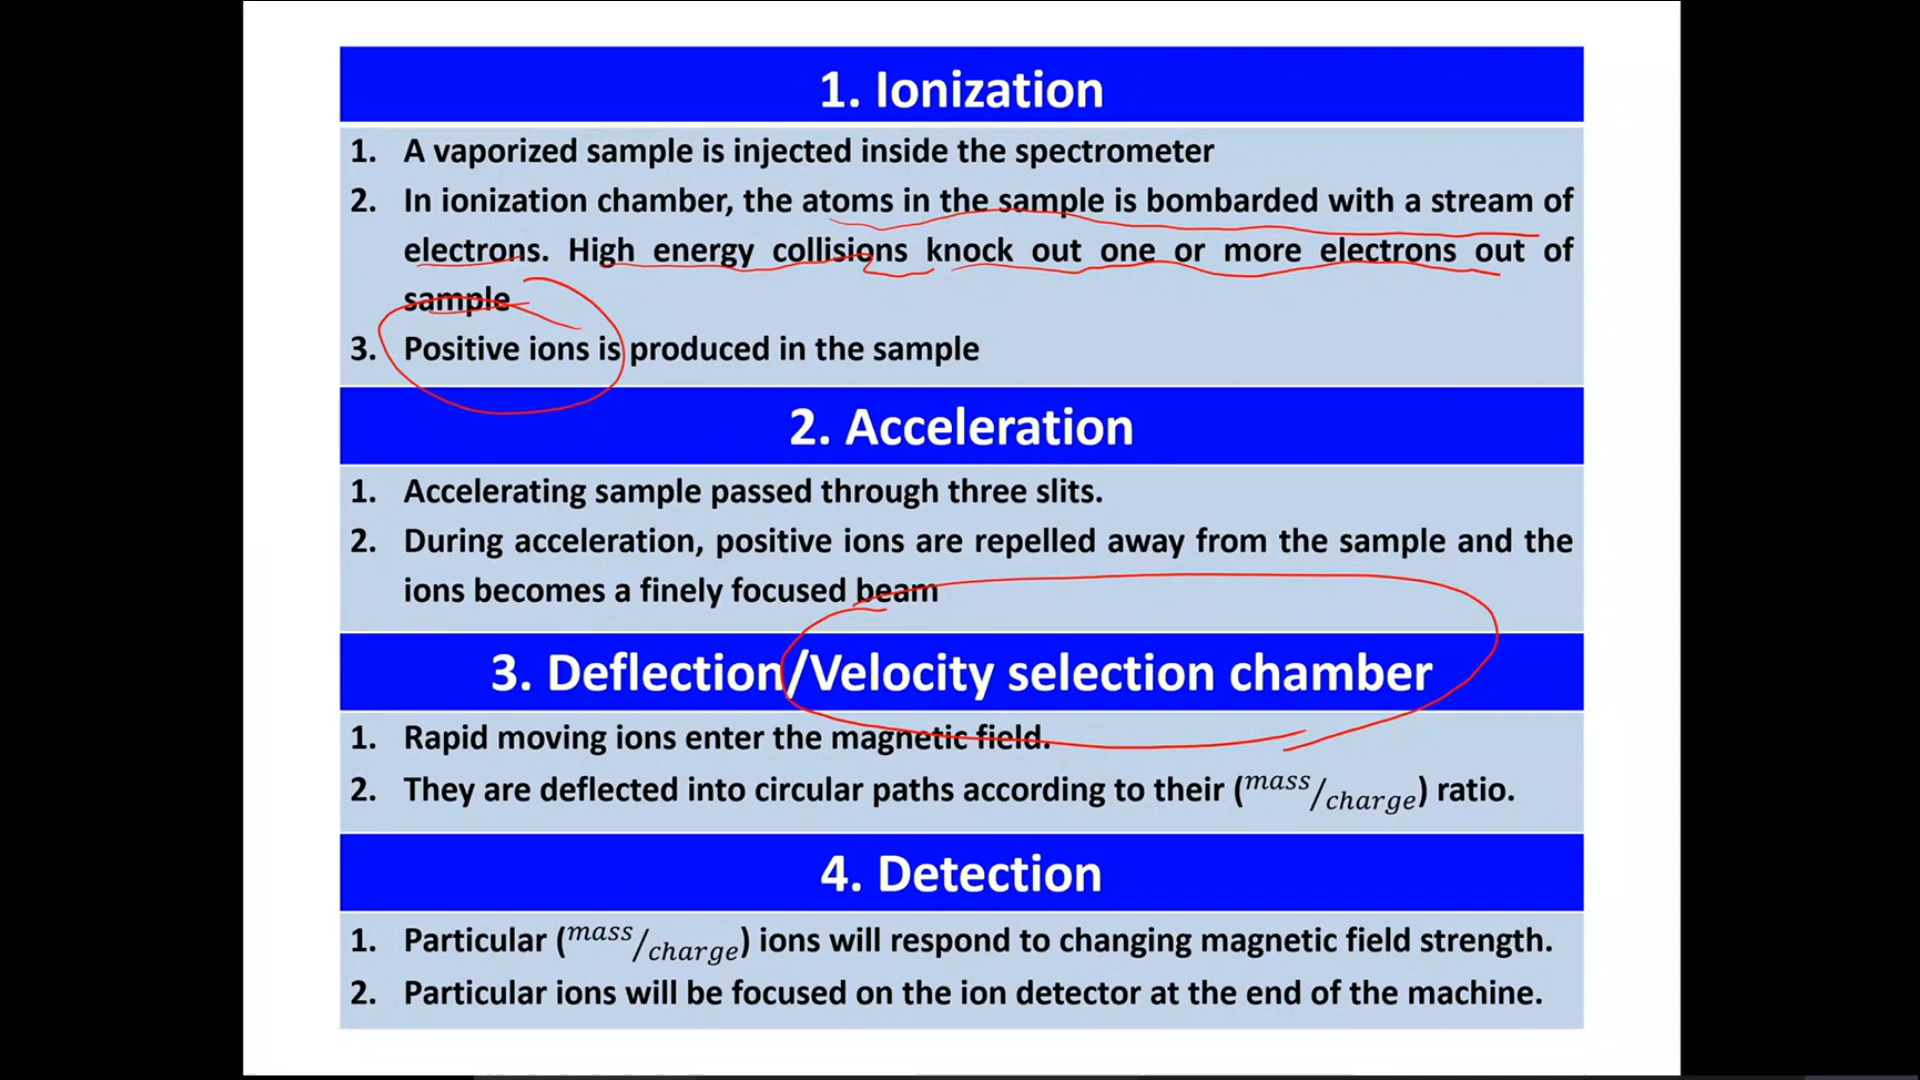 1. Ionization
1. A vaporized sample is injected inside the spectrometer
2. In ionization chamber, the atoms in the sample is bombarded with a stream of
electrons. High energy collisions knock out one or more electrons out of
sample
3. Positive ions is produced in the sample
2. Acceleration
1. Accelerating sample passed through three slits.
2. During acceleration, positive ions are repelled away from the sample and the
ions becomes a finely focused beam
3. Deflection/Velocity selection chamber
1. Rapid moving ions enter the magnetic field.
2. They are deflected into circular paths according to their (mass/charge) ratio.
4. Detection
1. Particular (mass/charge) ions will respond to changing magnetic field strength.
2. Particular ions will be focused on the ion detector at the end of the machine.